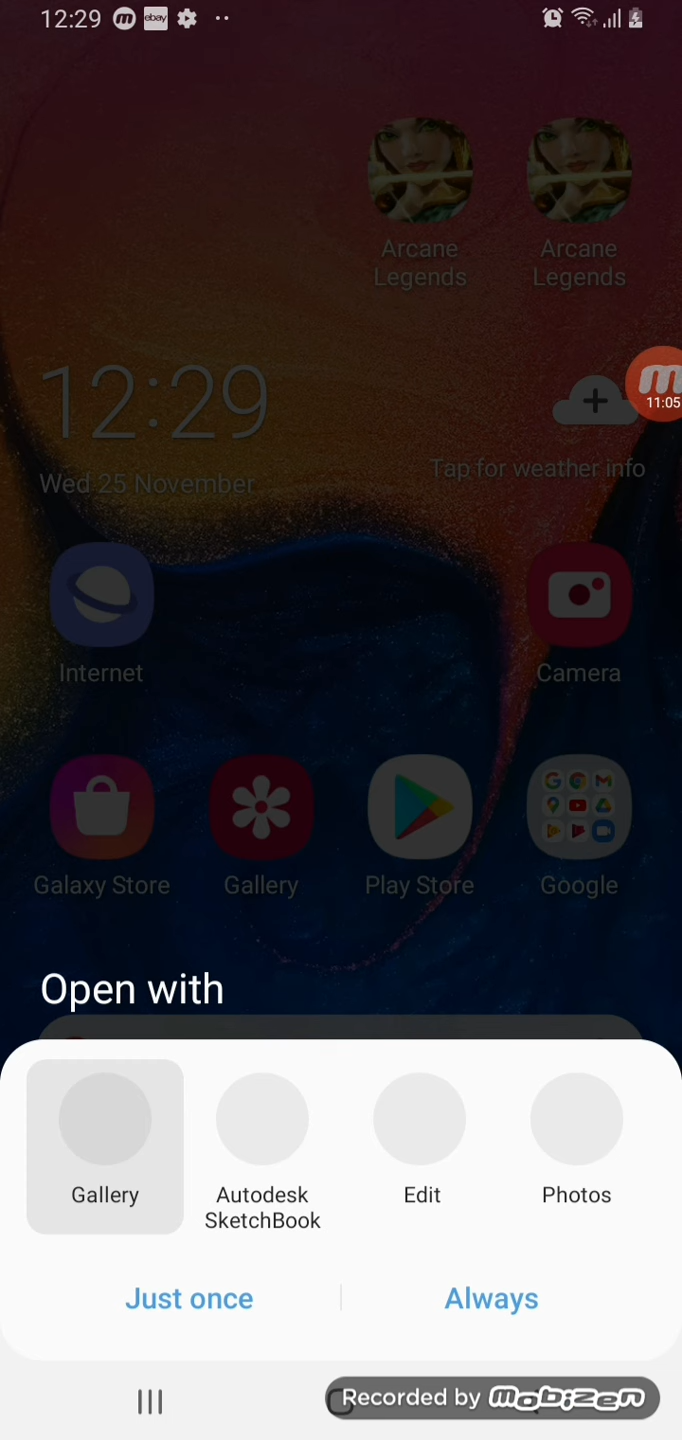 12:29
ebay
Arcane
Legends
Arcane
Legends
12:29
11:05
Tap for weather info
Wed 25 November
Internet
Camera
Galaxy Store
Gallery
Play Store
Google
Open with
Gallery
Autodesk
SketchBook
Edit
Photos
Just once
Always
Recorded by mobizen